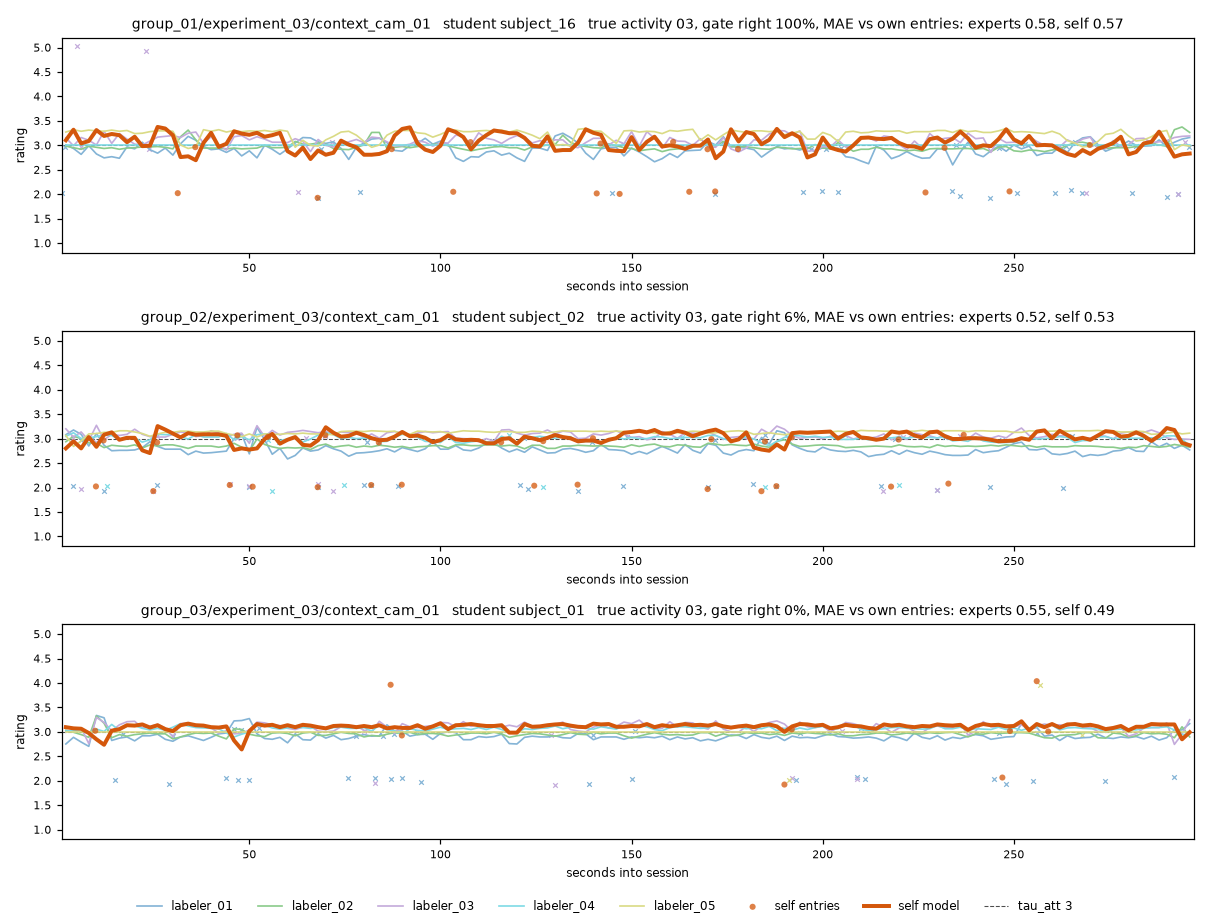 group_01/experiment_03/context_cam_01   student subject_16   true activity 03, gate right 100%, MAE vs own entries: experts 0.58, self 0.57
5.0
4.5
4.0
3.5
3.0
2.5
2.0
1.5
1.0
rating
50 100 150 200 250
seconds into session
group_02/experiment_03/context_cam_01   student subject_02   true activity 03, gate right 6%, MAE vs own entries: experts 0.52, self 0.53
5.0
4.5
4.0
3.5
3.0
2.5
2.0
1.5
1.0
rating
50 100 150 200 250
seconds into session
group_03/experiment_03/context_cam_01   student subject_01   true activity 03, gate right 0%, MAE vs own entries: experts 0.55, self 0.49
5.0
4.5
4.0
3.5
3.0
2.5
2.0
1.5
1.0
rating
50 100 150 200 250
seconds into session
labeler_01 labeler_02 labeler_03 labeler_04 labeler_05 self entries self model tau_att 3